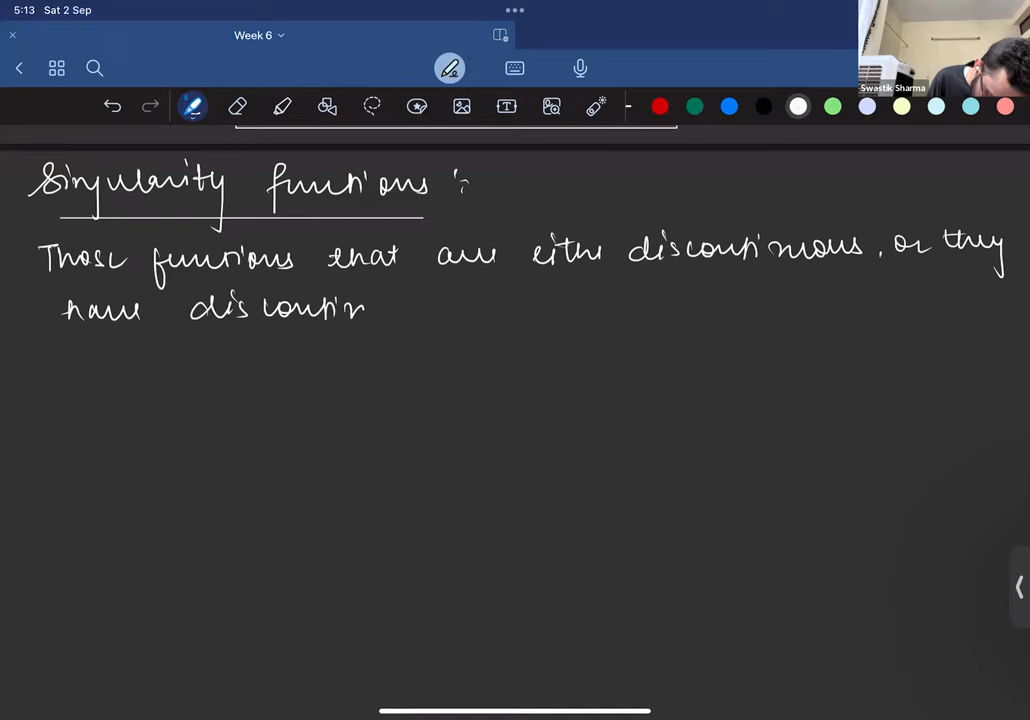 5:13 Sat 2 Sep
Week 6
Swastik Sharma
Singularity functions :
Those functions that are either discontinuous, or they
have discontin